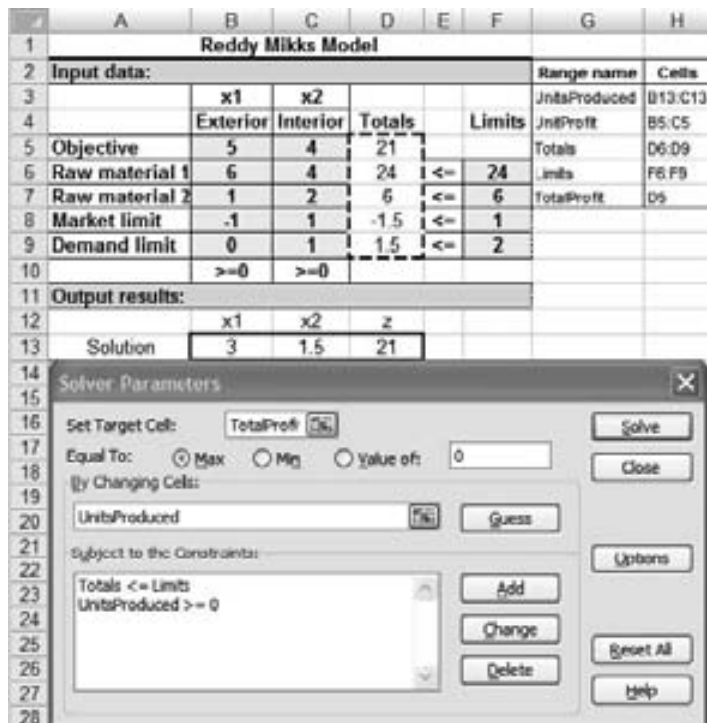 A B C D E F G H
1 Reddy Mikks Model
2 Input data: Range name Cells
3 x1 x2 UnitsProduced B13:C13
4 Exterior Interior Totals Limits UnitProfit B5:C5
5 Objective 5 4 21 Totals D6:D9
6 Raw material 1 6 4 24 <= 24 Limits F6:F9
7 Raw material 2 1 2 6 <= 6 TotalProfit D5
8 Market limit -1 1 -1.5 <= 1
9 Demand limit 0 1 1.5 <= 2
10 >=0 >=0
11 Output results:
12 x1 x2 z
13 Solution 3 1.5 21
14
Solver Parameters
15
16 Set Target Cell: TotalProfi Solve
17 Equal To: Max Min Value of: 0
18 Close
By Changing Cells:
19
20 UnitsProduced Guess
21 Subject to the Constraints: Options
22
23 Totals <= Limits Add
UnitsProduced >= 0
24
25 Change Reset All
26 Delete
27 Help
28